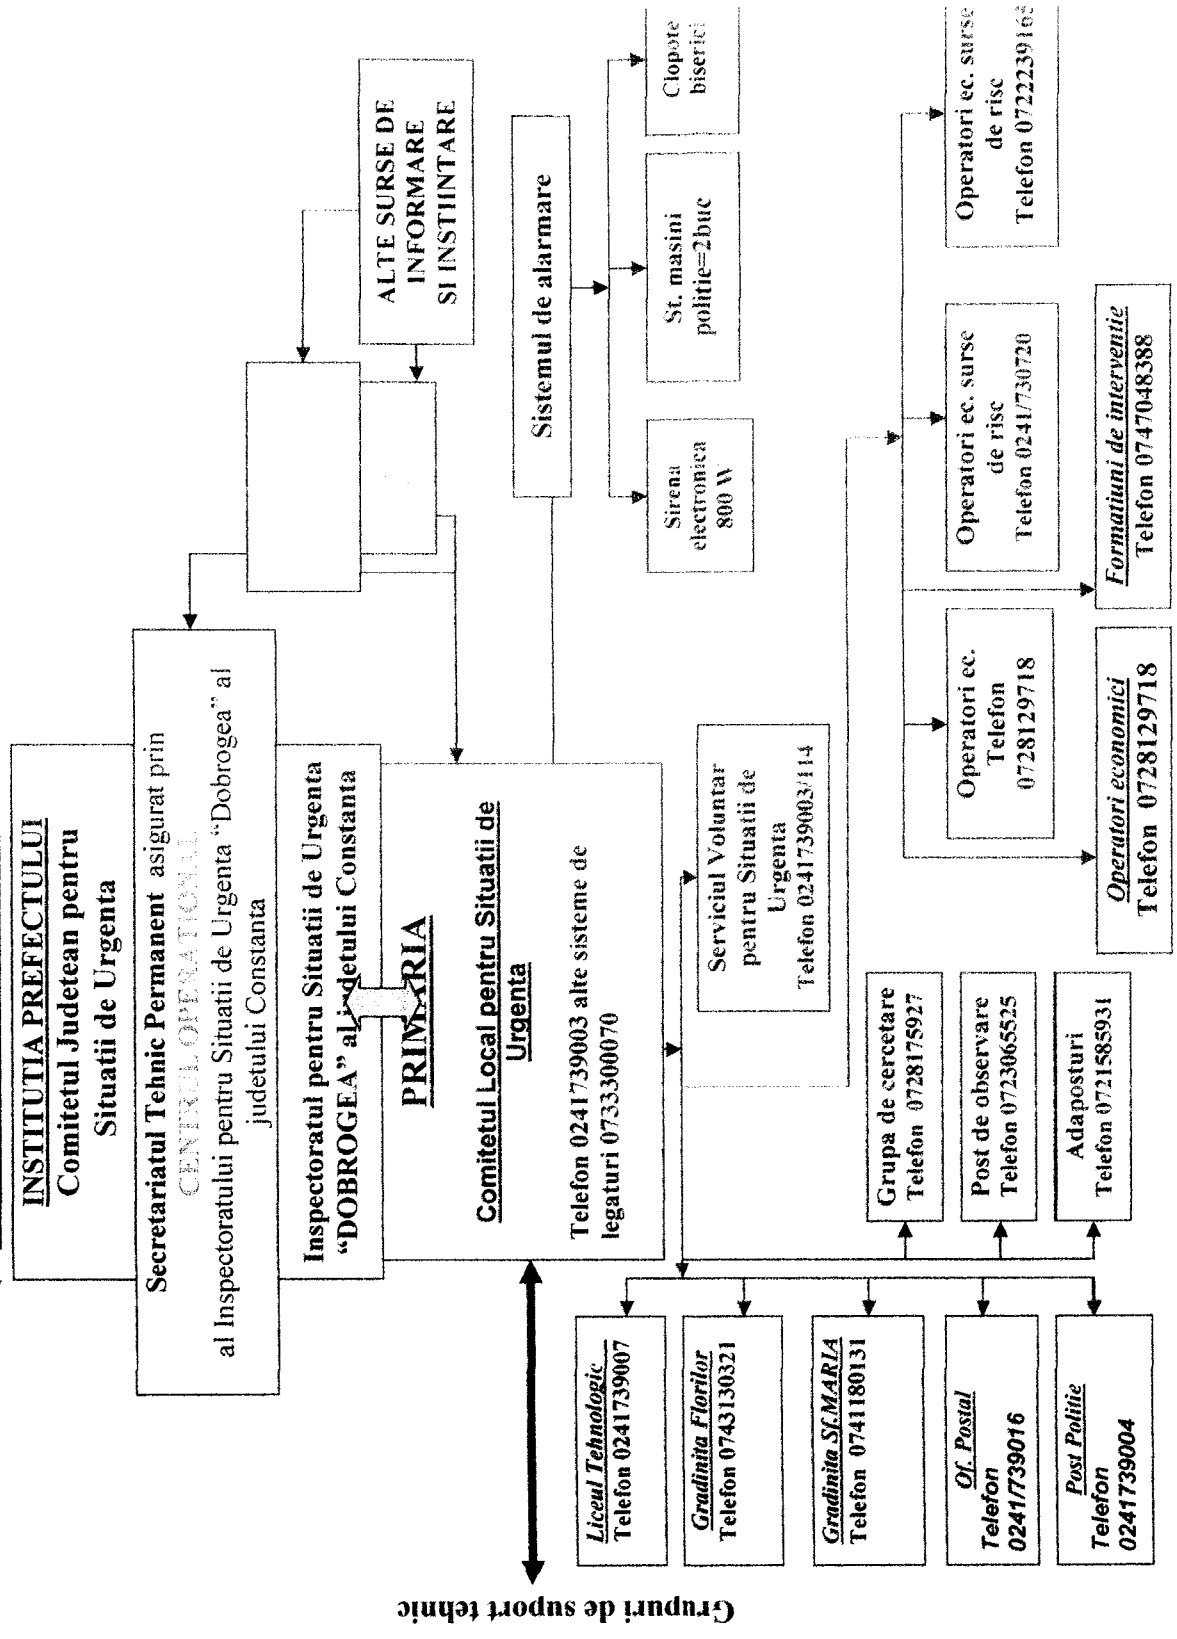 INSTITUTIA PREFECTULUI
Comitetul Judetean pentru
Situatii de Urgenta
Secretariatul Tehnic Permanent asigurat prin
CENTRUL OPERATIONAL
al Inspectoratului pentru Situatii de Urgenta “Dobrogea” al
judetului Constanta
Inspectoratul pentru Situatii de Urgenta
“DOBROGEA” al judetului Constanta
PRIMARIA
Comitetul Local pentru Situatii de
Urgenta
Telefon 0241739003 alte sisteme de
legaturi 0733300070
ALTE SURSE DE
INFORMARE
SI INSTIINTARE
Sistemul de alarmare
Sirena
electronica
800 W
St. masini
politie=2buc
Clopote
biserici
Grupuri de suport tehnic
Serviciul Voluntar
pentru Situatii de
Urgenta
Telefon 0241739003/114
Liceul Tehnologic
Telefon 0241739007
Gradinita Florilor
Telefon 0743130321
Gradinita Sf.MARIA
Telefon 0741180131
Of. Postal
Telefon
0241/739016
Post Politie
Telefon
0241739004
Grupa de cercetare
Telefon 0728175927
Post de observare
Telefon 0723065525
Adaposturi
Telefon 0721585931
Operatori ec.
Telefon
0728129718
Operatori ec. surse
de risc
Telefon 0241/730720
Operatori ec. surse
de risc
Telefon 0722239165
Operatori economici
Telefon 0728129718
Formatiuni de interventie
Telefon 0747048388